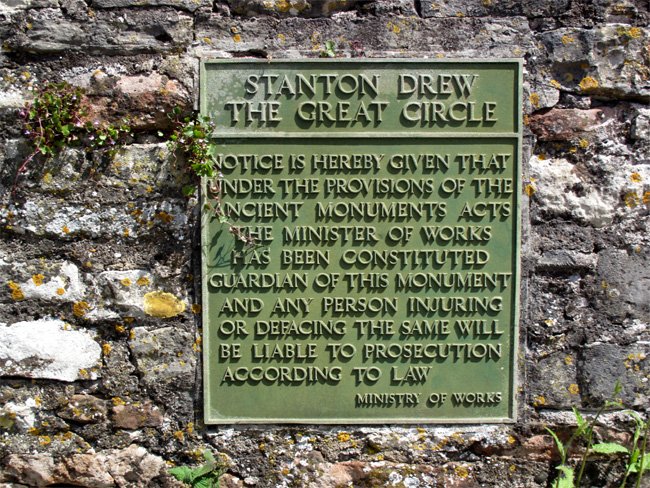 STANTON DREW
THE GREAT CIRCLE
NOTICE IS HEREBY GIVEN THAT
UNDER THE PROVISIONS OF THE
ANCIENT MONUMENTS ACTS
THE MINISTER OF WORKS
HAS BEEN CONSTITUTED
GUARDIAN OF THIS MONUMENT
AND ANY PERSON INJURING
OR DEFACING THE SAME WILL
BE LIABLE TO PROSECUTION
ACCORDING TO LAW
MINISTRY OF WORKS